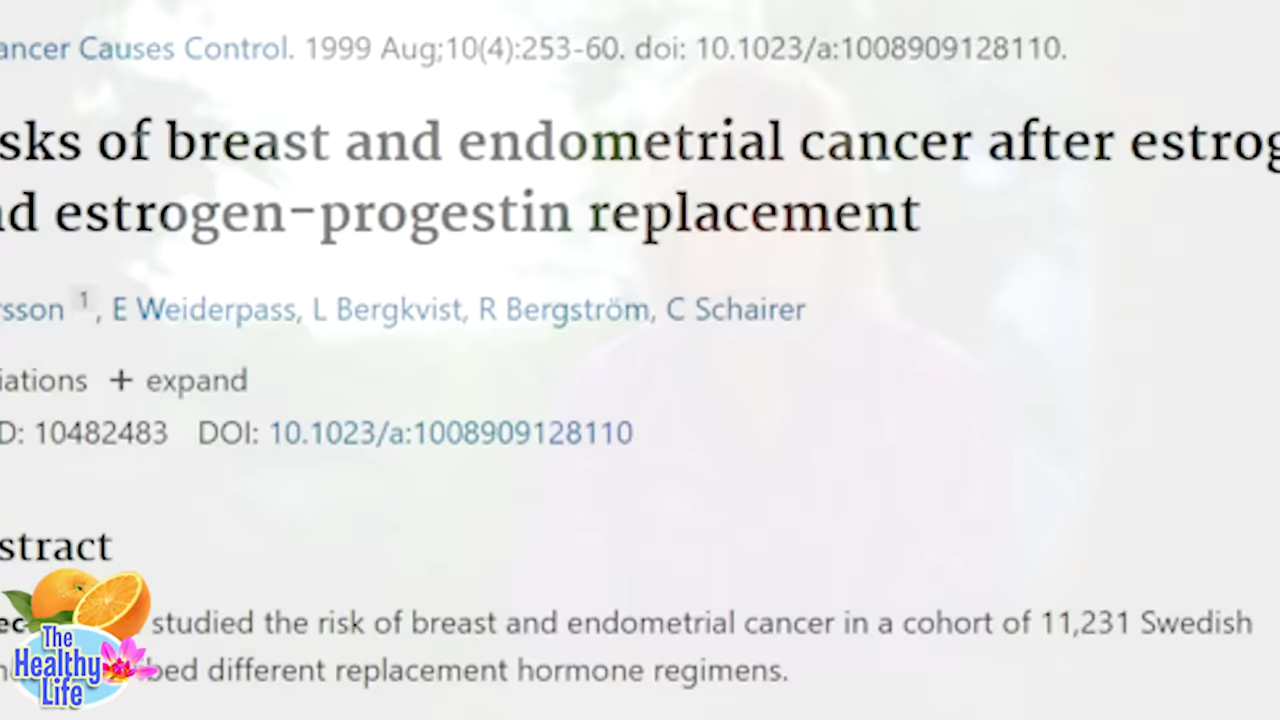 ancer Causes Control. 1999 Aug;10(4):253-60. doi: 10.1023/a:1008909128110.
sks of breast and endometrial cancer after estrog
nd estrogen-progestin replacement
rsson 1, E Weiderpass, L Bergkvist, R Bergström, C Schairer
iations + expand
D: 10482483 DOI: 10.1023/a:1008909128110
stract
ec studied the risk of breast and endometrial cancer in a cohort of 11,231 Swedish
bed different replacement hormone regimens.
The
Healthy
Life